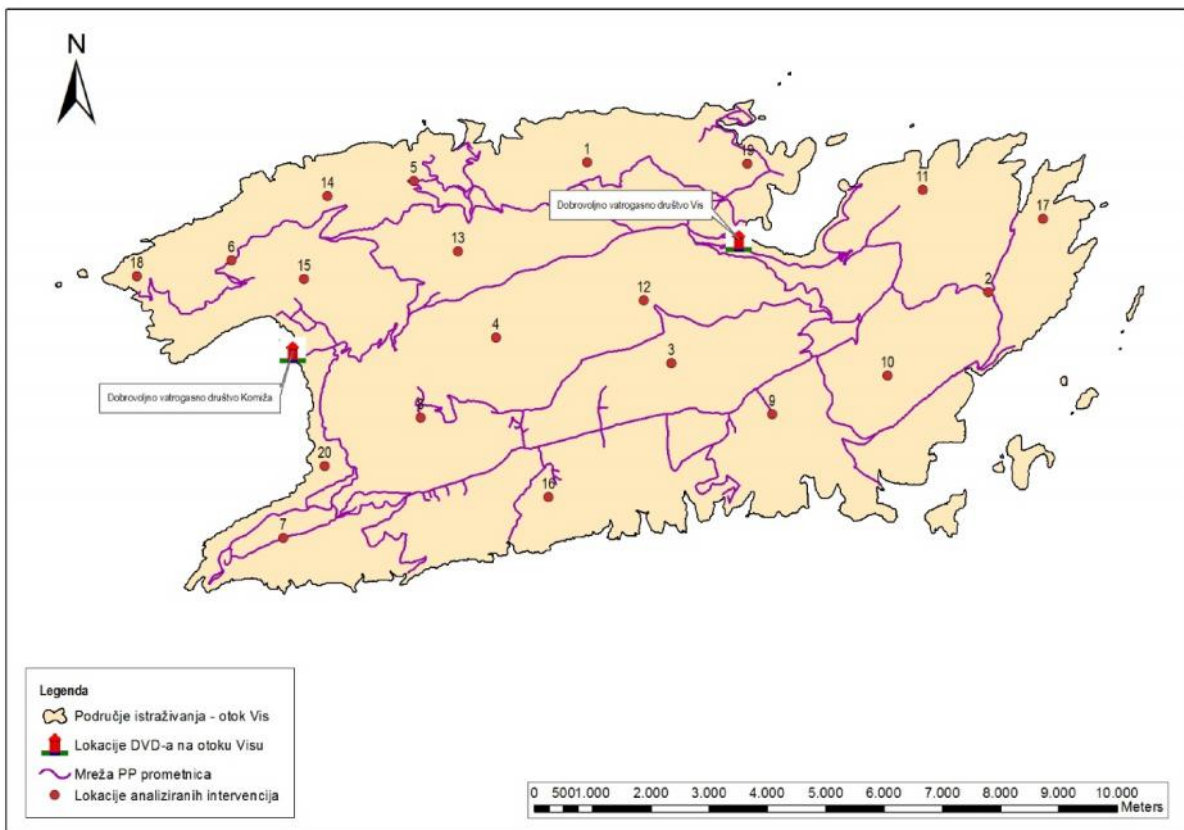 N
1
19
5
11
14
Dobrovoljno vatrogasno društvo Vis
17
13
6
18
15
2
12
4
3
10
Dobrovoljno vatrogasno društvo Komiža
8
9
20
16
7
Legenda
Područje istraživanja - otok Vis
Lokacije DVD-a na otoku Visu
Mreža PP prometnica
Lokacije analiziranih intervencija
0 5001.000 2.000 3.000 4.000 5.000 6.000 7.000 8.000 9.000 10.000
Meters